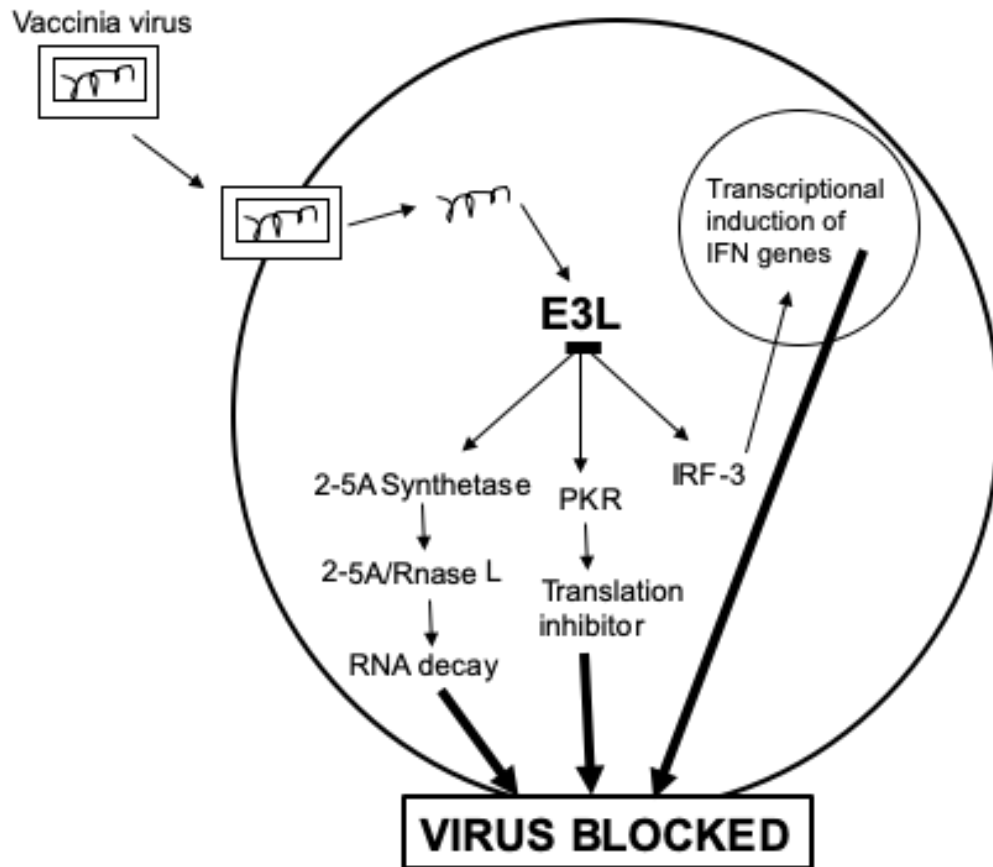 Vaccinia virus
Transcriptional
induction of
IFN genes
E3L
2-5A Synthetase
PKR
IRF-3
2-5A/Rnase L
Translation
inhibitor
RNA decay
VIRUS BLOCKED